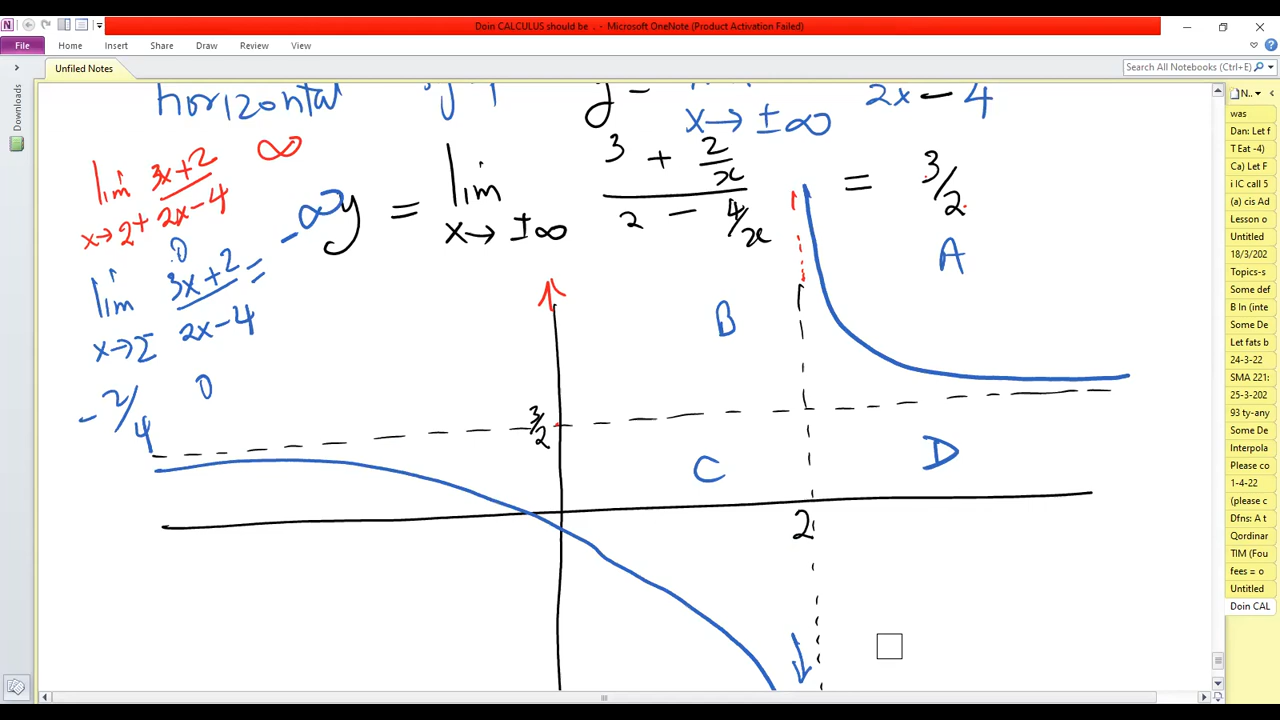 Doin CALCULUS should be . - Microsoft OneNote (Product Activation Failed)
File Home Insert Share Draw Review View
Unfiled Notes
Search All Notebooks (Ctrl+E)
Downloads
horizontal y = 2x - 4
x→ ±∞
lim 3x+2 ∞
x→2+ 2x-4
y = lim 3 + 2/x = 3/2
x→ ±∞ 2 - 4/x
-∞
0
lim 3x+2 =
x→2- 2x-4
-2/4 0
A
B
3/2
C
D
2
N..
was
Dan: Let f
T Eat -4)
Ca) Let F
i IC call 5
(a) cis Ad
Lesson o
Untitled
18/3/202
Topics-s
Some def
B In (inte
Some De
Let fats b
24-3-22
SMA 221:
25-3-202
93 ty-any
Some De
Interpola
Please co
1-4-22
(please c
Dfns: A t
Qordinar
TIM (Fou
fees = o
Untitled
Doin CAL